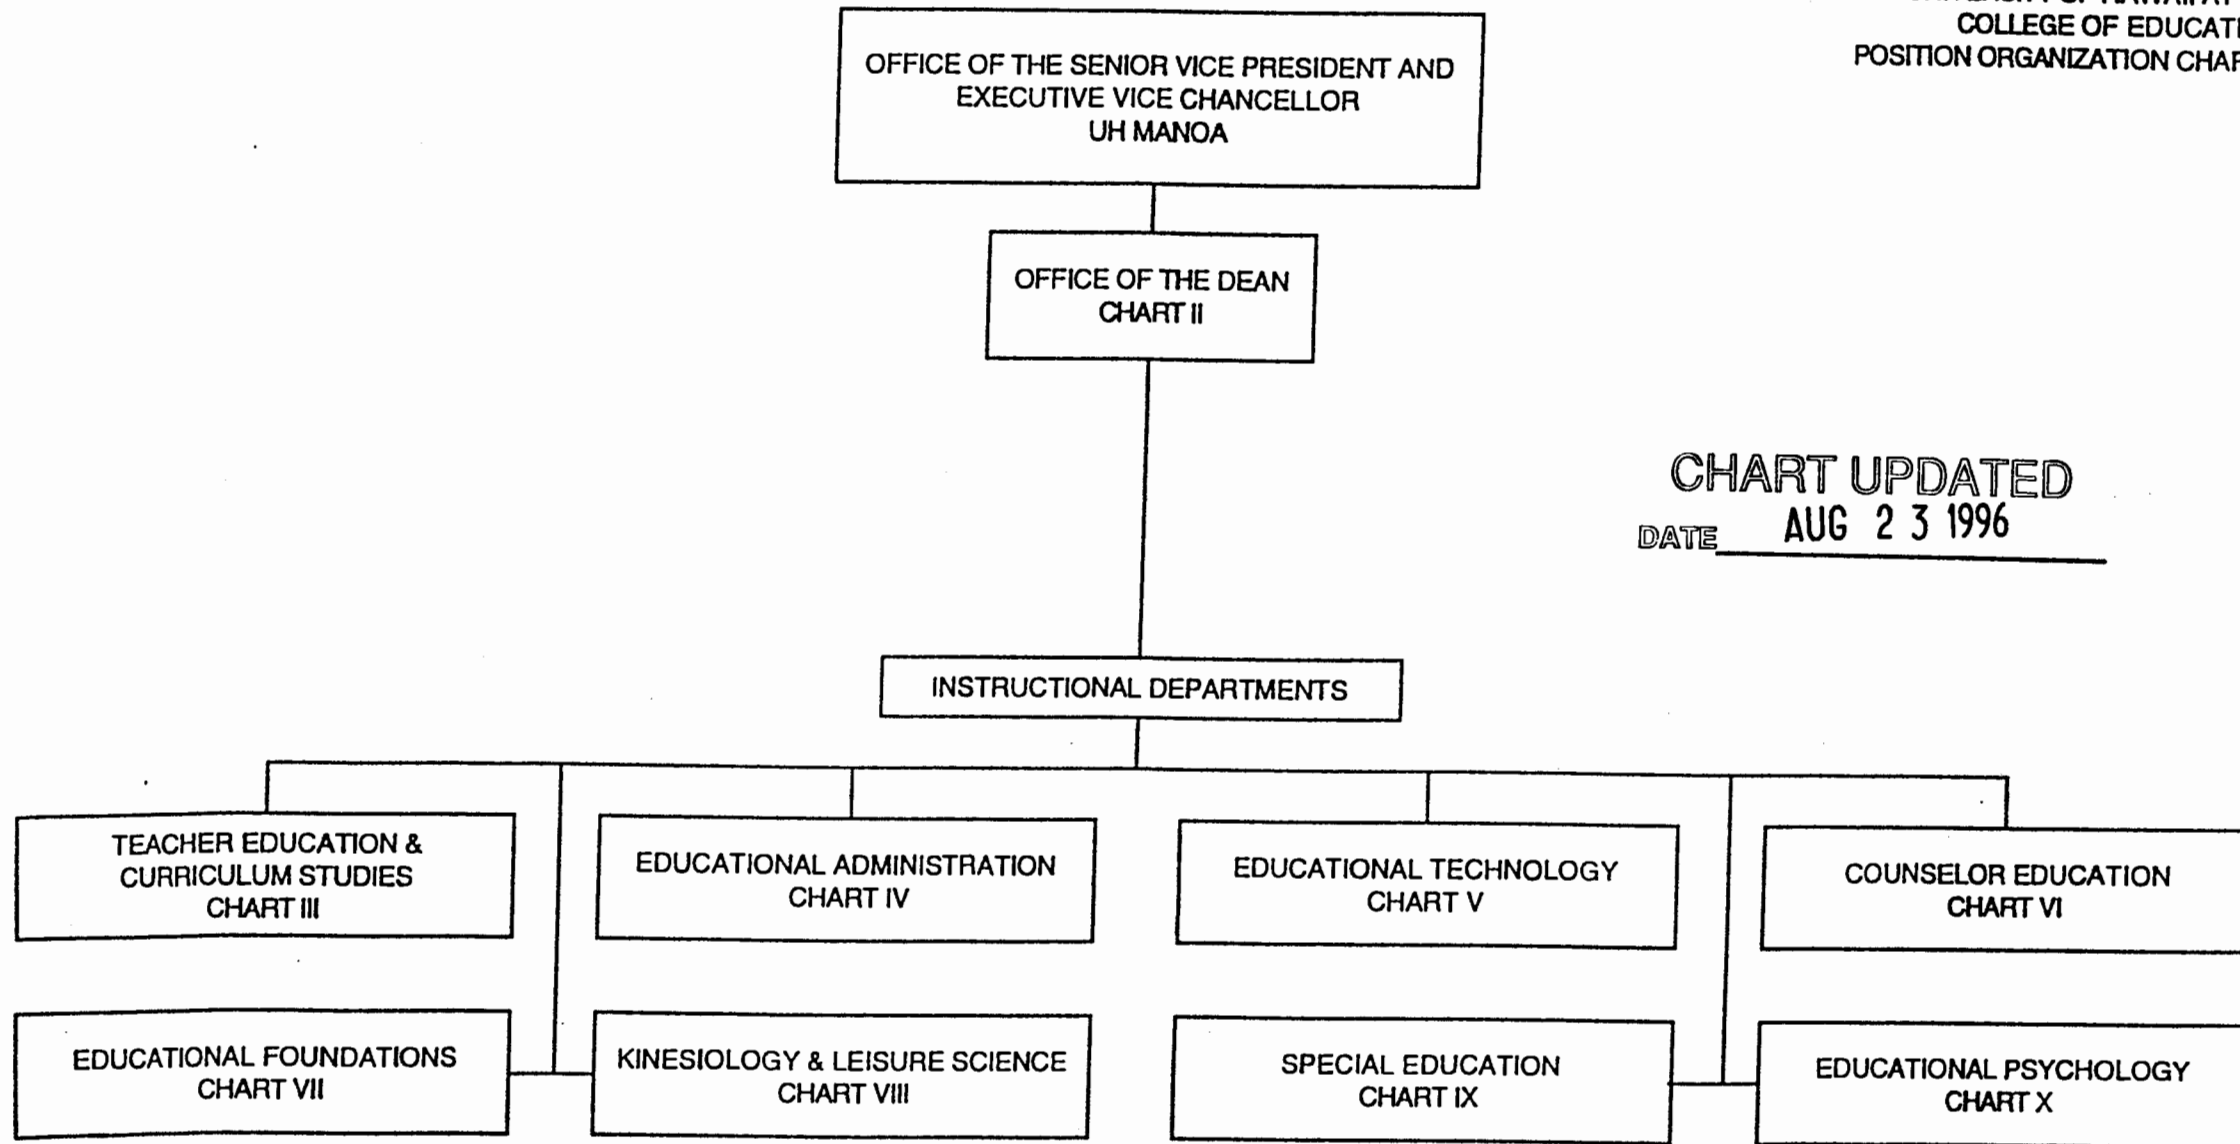 COLLEGE OF
POSITION ORGANIZATION
OFFICE OF THE SENIOR VICE PRESIDENT AND
EXECUTIVE VICE CHANCELLOR
UH MANOA
OFFICE OF THE DEAN
CHART II
CHART UPDATED
DATE AUG 23 1996
INSTRUCTIONAL DEPARTMENTS
TEACHER EDUCATION &
CURRICULUM STUDIES
CHART III
EDUCATIONAL ADMINISTRATION
CHART IV
EDUCATIONAL TECHNOLOGY
CHART V
COUNSELOR EDUCATION
CHART VI
EDUCATIONAL FOUNDATIONS
CHART VII
KINESIOLOGY & LEISURE SCIENCE
CHART VIII
SPECIAL EDUCATION
CHART IX
EDUCATIONAL PSYCHOLOGY
CHART X